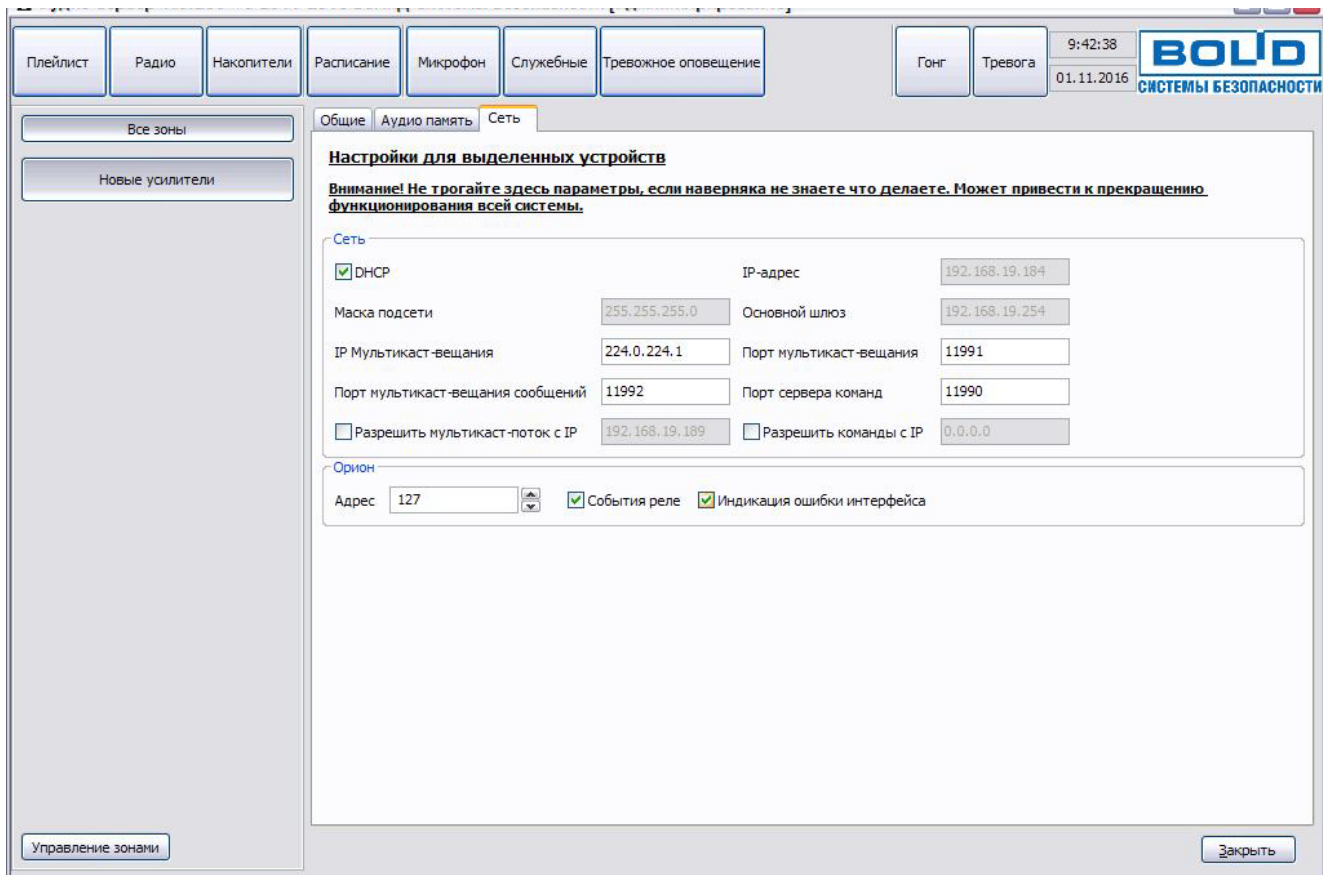 Плейлист
Радио
Накопители
Расписание
Микрофон
Служебные
Тревожное оповещение
Гонг
Тревога
9:42:38
01.11.2016
BOLID
СИСТЕМЫ БЕЗОПАСНОСТИ
Все зоны
Новые усилители
Общие
Аудио память
Сеть
Настройки для выделенных устройств
Внимание! Не трогайте здесь параметры, если наверняка не знаете что делаете. Может привести к прекращению
функционирования всей системы.
Сеть
DHCP
IP-адрес
192.168.19.184
Маска подсети
255.255.255.0
Основной шлюз
192.168.19.254
IP Мультикаст-вещания
224.0.224.1
Порт мультикаст-вещания
11991
Порт мультикаст-вещания сообщений
11992
Порт сервера команд
11990
Разрешить мультикаст-поток с IP
192.168.19.189
Разрешить команды с IP
0.0.0.0
Орион
Адрес
127
События реле
Индикация ошибки интерфейса
Управление зонами
Закрыть